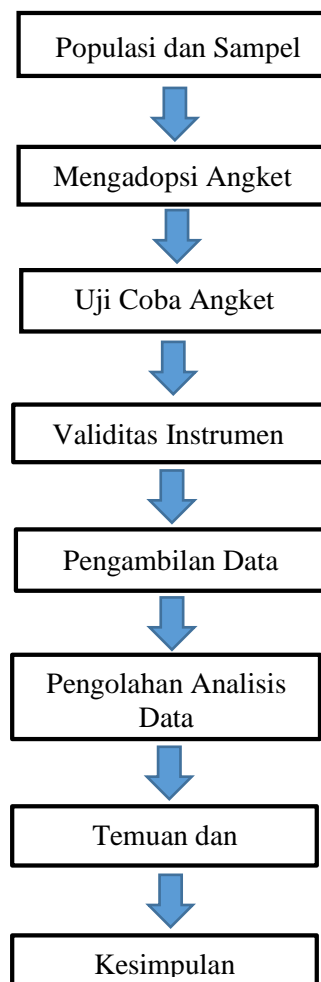 Populasi dan Sampel
Mengadopsi Angket
Uji Coba Angket
Validitas Instrumen
Pengambilan Data
Pengolahan Analisis
Data
Temuan dan
Kesimpulan